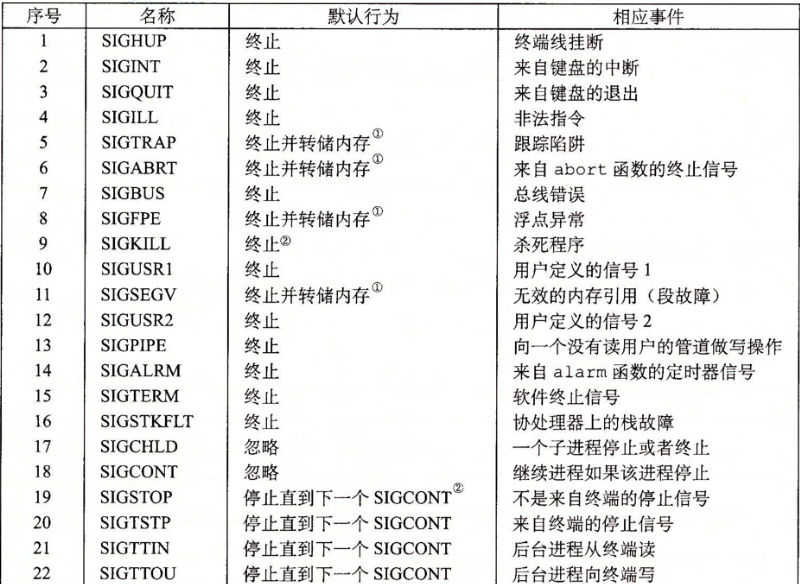 序号 名称 默认行为 相应事件
1 SIGHUP 终止 终端线挂断
2 SIGINT 终止 来自键盘的中断
3 SIGQUIT 终止 来自键盘的退出
4 SIGILL 终止 非法指令
5 SIGTRAP 终止并转储内存① 跟踪陷阱
6 SIGABRT 终止并转储内存① 来自 abort 函数的终止信号
7 SIGBUS 终止 总线错误
8 SIGFPE 终止并转储内存① 浮点异常
9 SIGKILL 终止② 杀死程序
10 SIGUSR1 终止 用户定义的信号 1
11 SIGSEGV 终止并转储内存① 无效的内存引用（段故障）
12 SIGUSR2 终止 用户定义的信号 2
13 SIGPIPE 终止 向一个没有读用户的管道做写操作
14 SIGALRM 终止 来自 alarm 函数的定时器信号
15 SIGTERM 终止 软件终止信号
16 SIGSTKFLT 终止 协处理器上的栈故障
17 SIGCHLD 忽略 一个子进程停止或者终止
18 SIGCONT 忽略 继续进程如果该进程停止
19 SIGSTOP 停止直到下一个 SIGCONT② 不是来自终端的停止信号
20 SIGTSTP 停止直到下一个 SIGCONT 来自终端的停止信号
21 SIGTTIN 停止直到下一个 SIGCONT 后台进程从终端读
22 SIGTTOU 停止直到下一个 SIGCONT 后台进程向终端写